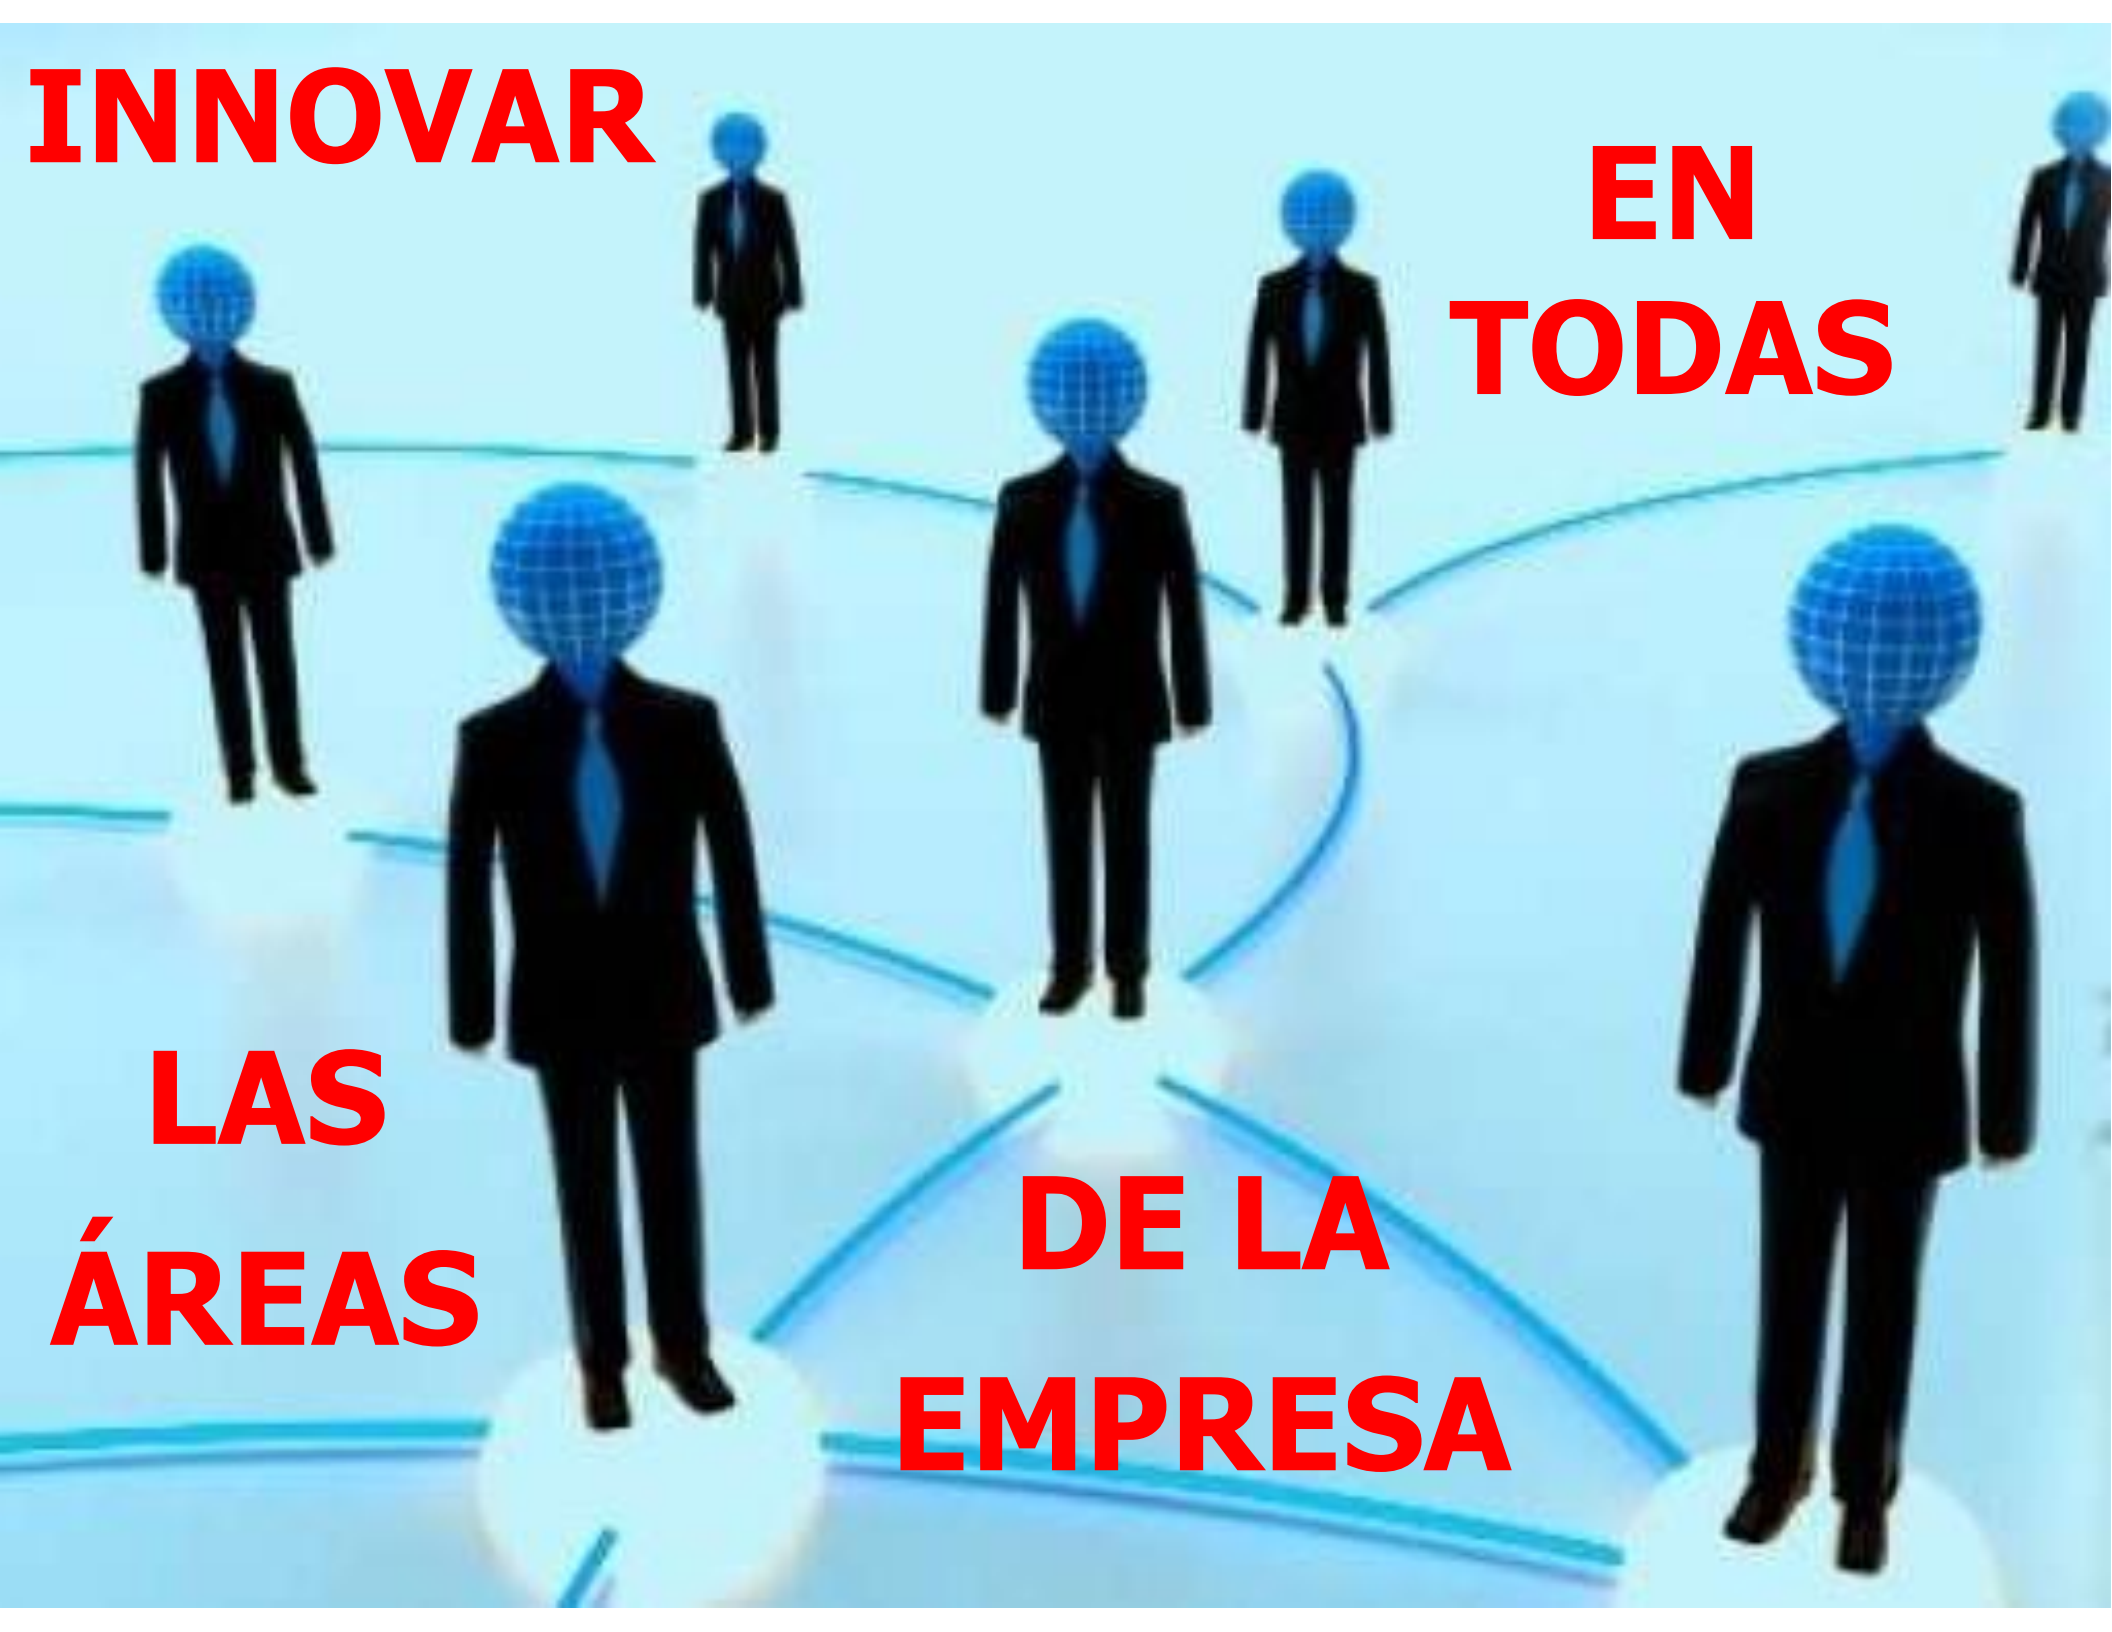 INNOVAR
EN
TODAS
LAS
ÁREAS
DE LA
EMPRESA